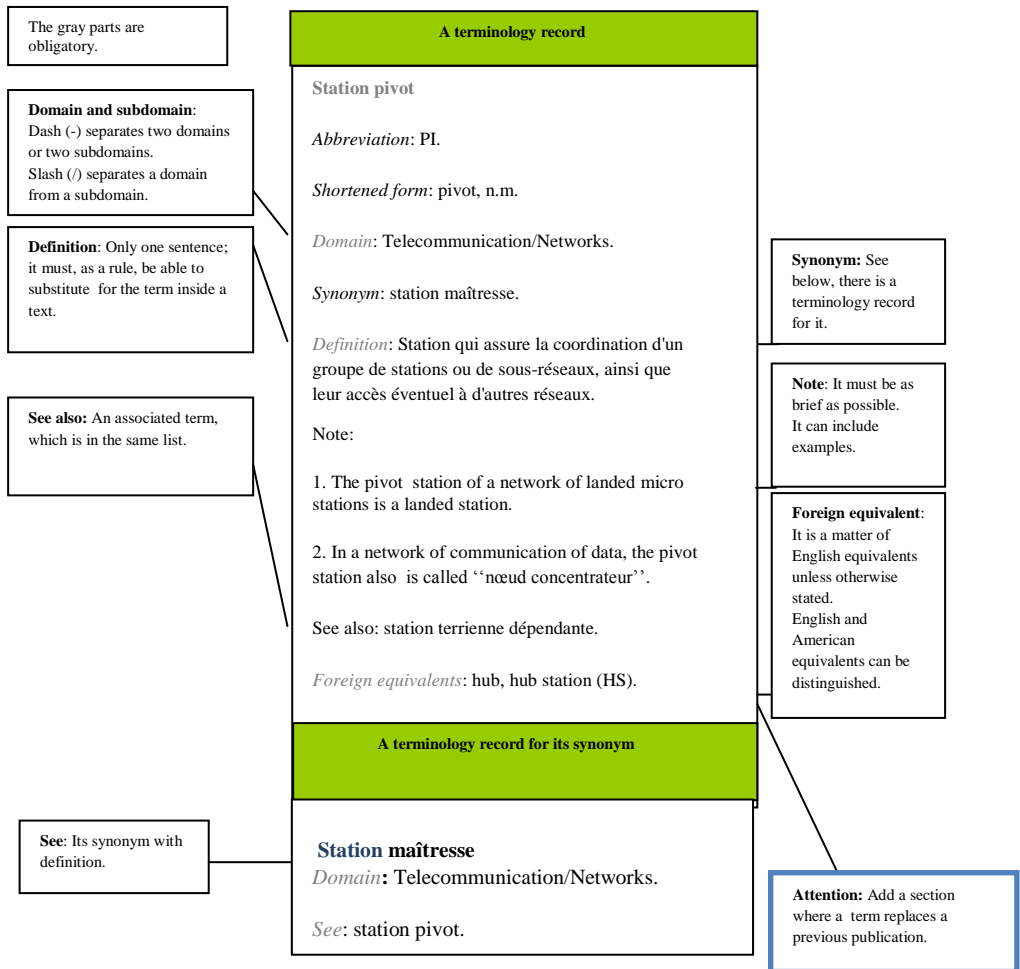 The gray parts are
obligatory.
A terminology record
Domain and subdomain:
Dash (-) separates two domains
or two subdomains.
Slash (/) separates a domain
from a subdomain.
Definition: Only one sentence;
it must, as a rule, be able to
substitute for the term inside a
text.
See also: An associated term,
which is in the same list.
Station pivot
Abbreviation: PI.
Shortened form: pivot, n.m.
Domain: Telecommunication/Networks.
Synonym: station maîtresse.
Definition: Station qui assure la coordination d'un
groupe de stations ou de sous-réseaux, ainsi que
leur accès éventuel à d'autres réseaux.
Note:
1. The pivot station of a network of landed micro
stations is a landed station.
2. In a network of communication of data, the pivot
station also is called ‘‘nœud concentrateur’’.
See also: station terrienne dépendante.
Foreign equivalents: hub, hub station (HS).
Synonym: See
below, there is a
terminology record
for it.
Note: It must be as
brief as possible.
It can include
examples.
Foreign equivalent:
It is a matter of
English equivalents
unless otherwise
stated.
English and
American
equivalents can be
distinguished.
A terminology record for its synonym
See: Its synonym with
definition.
Station maîtresse
Domain: Telecommunication/Networks.
See: station pivot.
Attention: Add a section
where a term replaces a
previous publication.